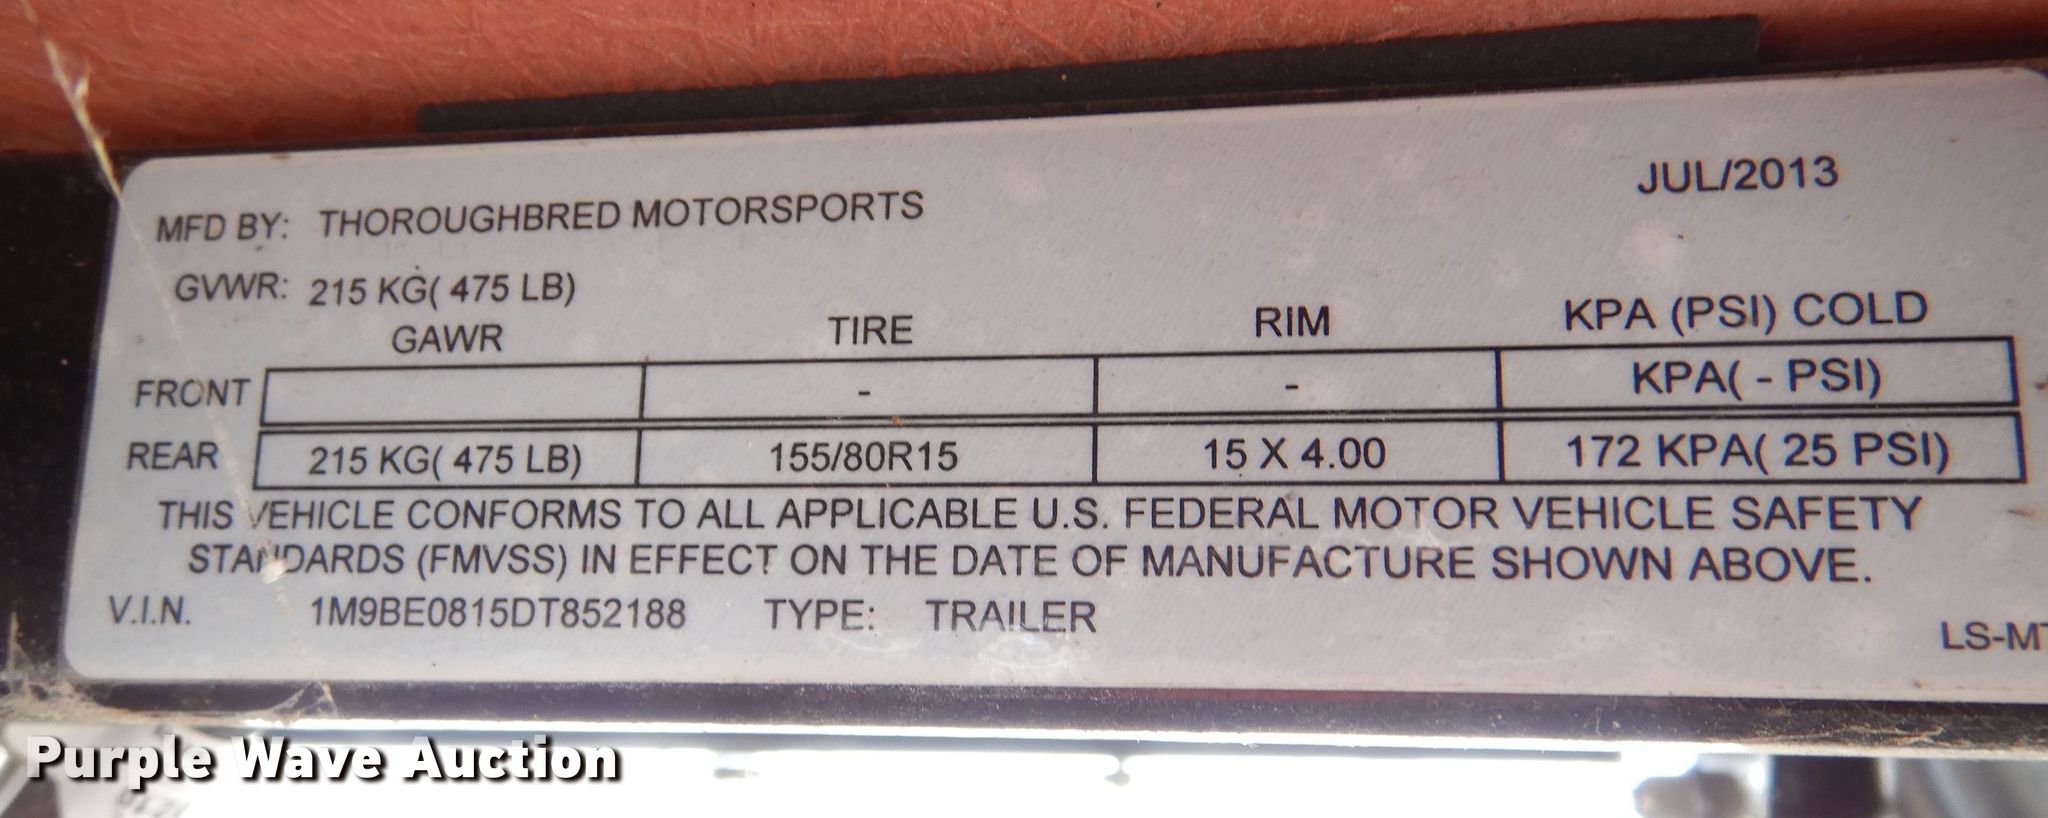 JUL/2013
MFD BY: THOROUGHBRED MOTORSPORTS
GVWR: 215 KG( 475 LB)
GAWR TIRE RIM KPA (PSI) COLD
FRONT - - KPA( - PSI)
REAR 215 KG( 475 LB) 155/80R15 15 X 4.00 172 KPA( 25 PSI)
THIS VEHICLE CONFORMS TO ALL APPLICABLE U.S. FEDERAL MOTOR VEHICLE SAFETY
STANDARDS (FMVSS) IN EFFECT ON THE DATE OF MANUFACTURE SHOWN ABOVE.
V.I.N. 1M9BE0815DT852188 TYPE: TRAILER
Purple Wave Auction